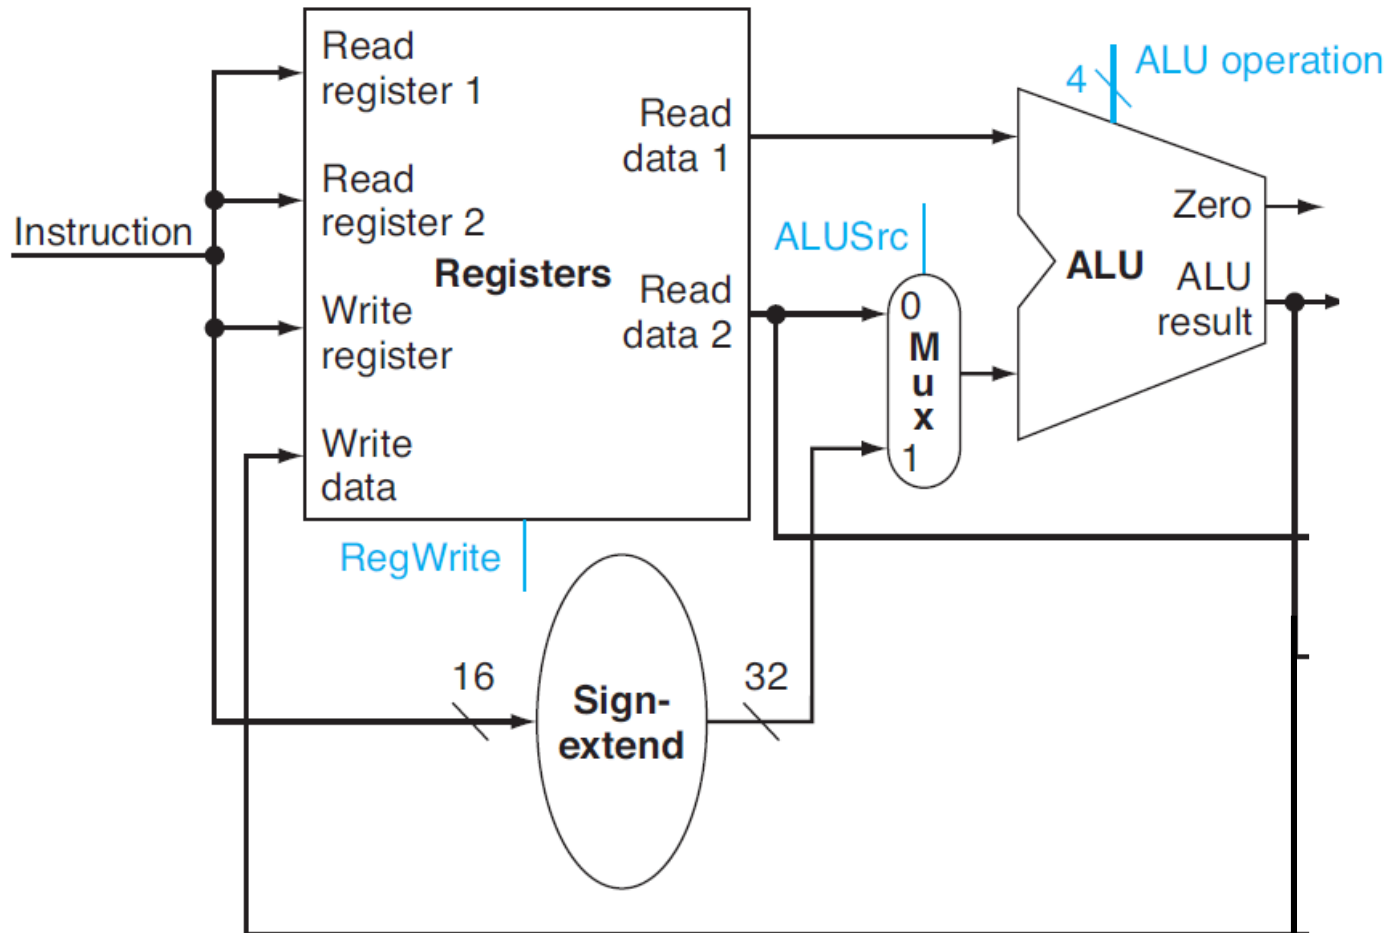 Read
register 1
Read
register 2
Instruction
Registers
Write
register
Write
data
Read
data 1
Read
data 2
RegWrite
ALUSrc
0
M
u
x
1
4
ALU operation
Zero
ALU
ALU
result
16
Sign-
extend
32